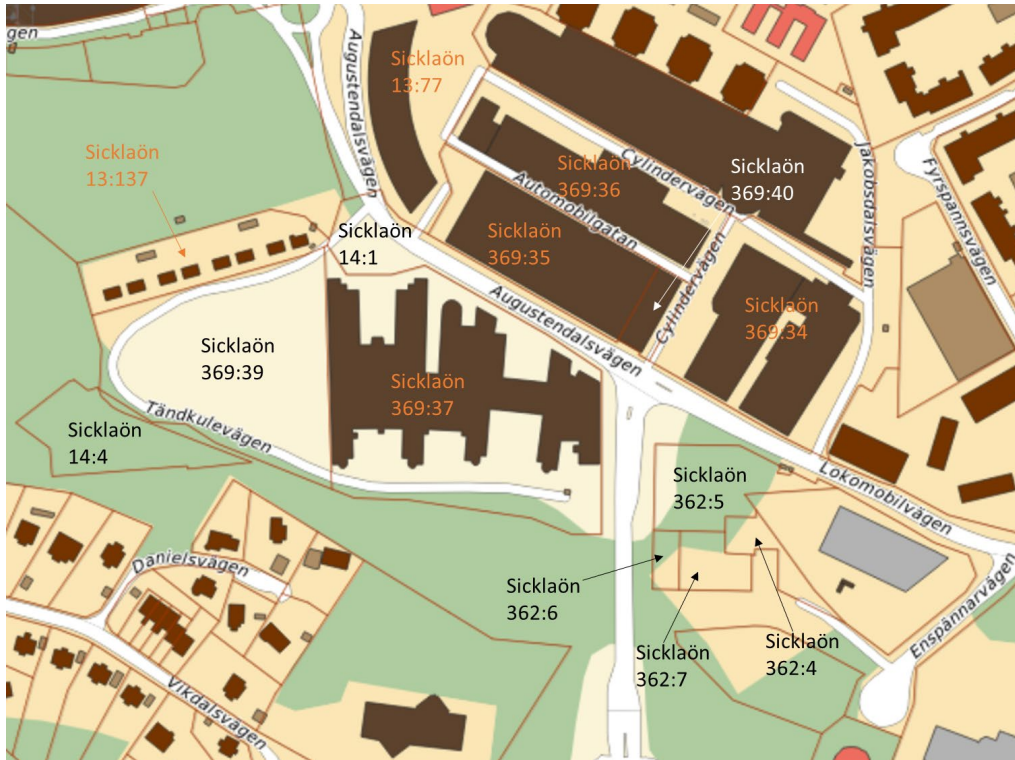 ägen
Augustendalsvägen
Sicklaön
13:77
Sicklaön
13:137
Cylindervägen
Sicklaön
369:36
Sicklaön
369:40
Jakobsdalsvägen
Fyrspannsvägen
Automobilgatan
Sicklaön
14:1
Sicklaön
369:35
Cylindervägen
Augustendalsvägen
Sicklaön
369:34
Sicklaön
369:39
Sicklaön
369:37
Tändkulevägen
Sicklaön
14:4
Lokomobilvägen
Sicklaön
362:5
Danielsvägen
Sicklaön
362:6
Enspännarvägen
Sicklaön
362:7
Sicklaön
362:4
Vikdalsvägen